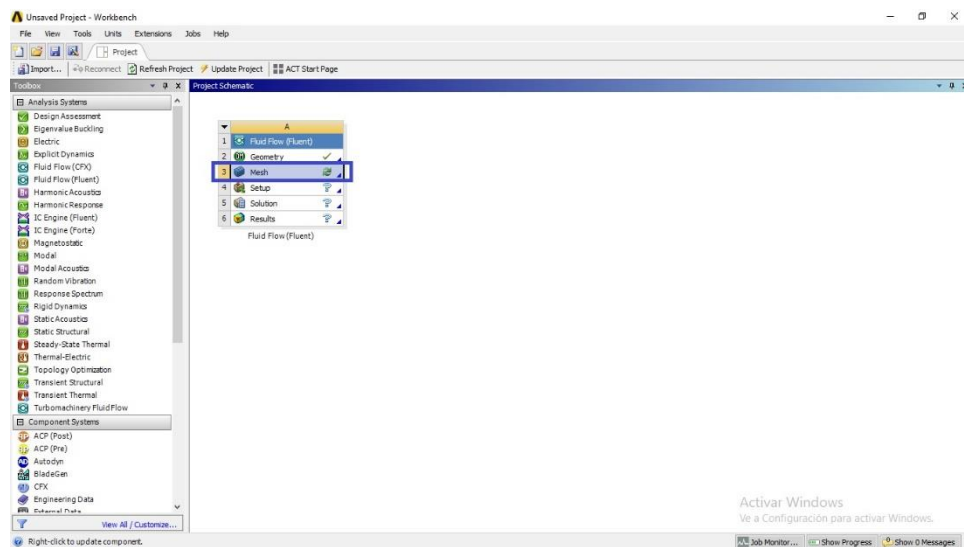 Unsaved Project - Workbench
File View Tools Units Extensions Jobs Help
Project
Import... Reconnect Refresh Project Update Project ACT Start Page
Toolbox
Project Schematic
Analysis Systems
Design Assessment
Eigenvalue Buckling
Electric
Explicit Dynamics
Fluid Flow (CFX)
Fluid Flow (Fluent)
Harmonic Acoustics
Harmonic Response
IC Engine (Fluent)
IC Engine (Forte)
Magnetostatic
Modal
Modal Acoustics
Random Vibration
Response Spectrum
Rigid Dynamics
Static Acoustics
Static Structural
Steady-State Thermal
Thermal-Electric
Topology Optimization
Transient Structural
Transient Thermal
Turbomachinery Fluid Flow
Component Systems
ACP (Post)
ACP (Pre)
Autodyn
BladeGen
CFX
Engineering Data
External Data
View All / Customize...
A
1 Fluid Flow (Fluent)
2 Geometry
3 Mesh
4 Setup
5 Solution
6 Results
Fluid Flow (Fluent)
Activar Windows
Ve a Configuración para activar Windows.
Right-click to update component.
Job Monitor... Show Progress Show 0 Messages